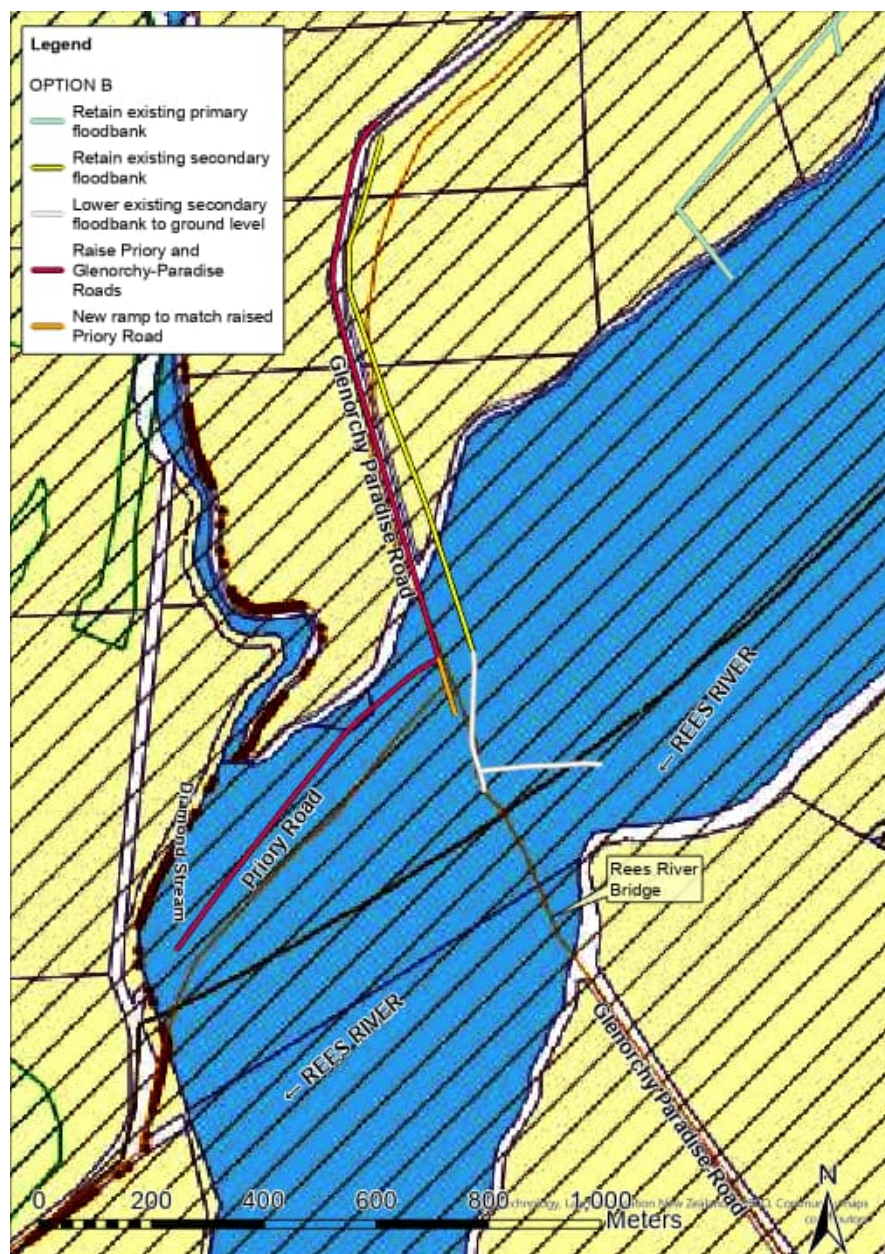 Legend
OPTION B
Retain existing primary
floodbank
Retain existing secondary
floodbank
Lower existing secondary
floodbank to ground level
Raise Priory and
Glenorchy-Paradise
Roads
New ramp to match raised
Priory Road
Glenorchy Paradise Road
← REES RIVER
Diamond Stream
Priory Road
Rees River
Bridge
← REES RIVER
Glenorchy Paradise Road
N
0 200 400 600 800 1,000
Meters